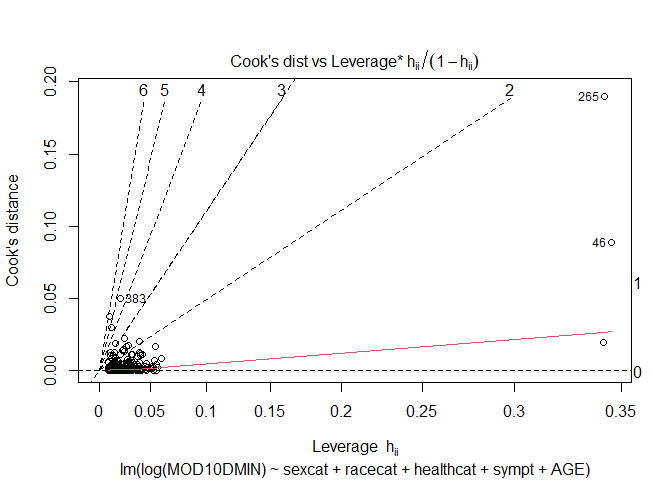 Cook's dist vs Leverage* hᵢᵢ/(1 − hᵢᵢ)
6 5 4 3 2
265
46
383
1
0
Cook's distance
0.20
0.15
0.10
0.05
0.00
0 0.05 0.1 0.15 0.2 0.25 0.3 0.35
Leverage hᵢᵢ
lm(log(MOD10DMIN) ~ sexcat + racecat + healthcat + sympt + AGE)